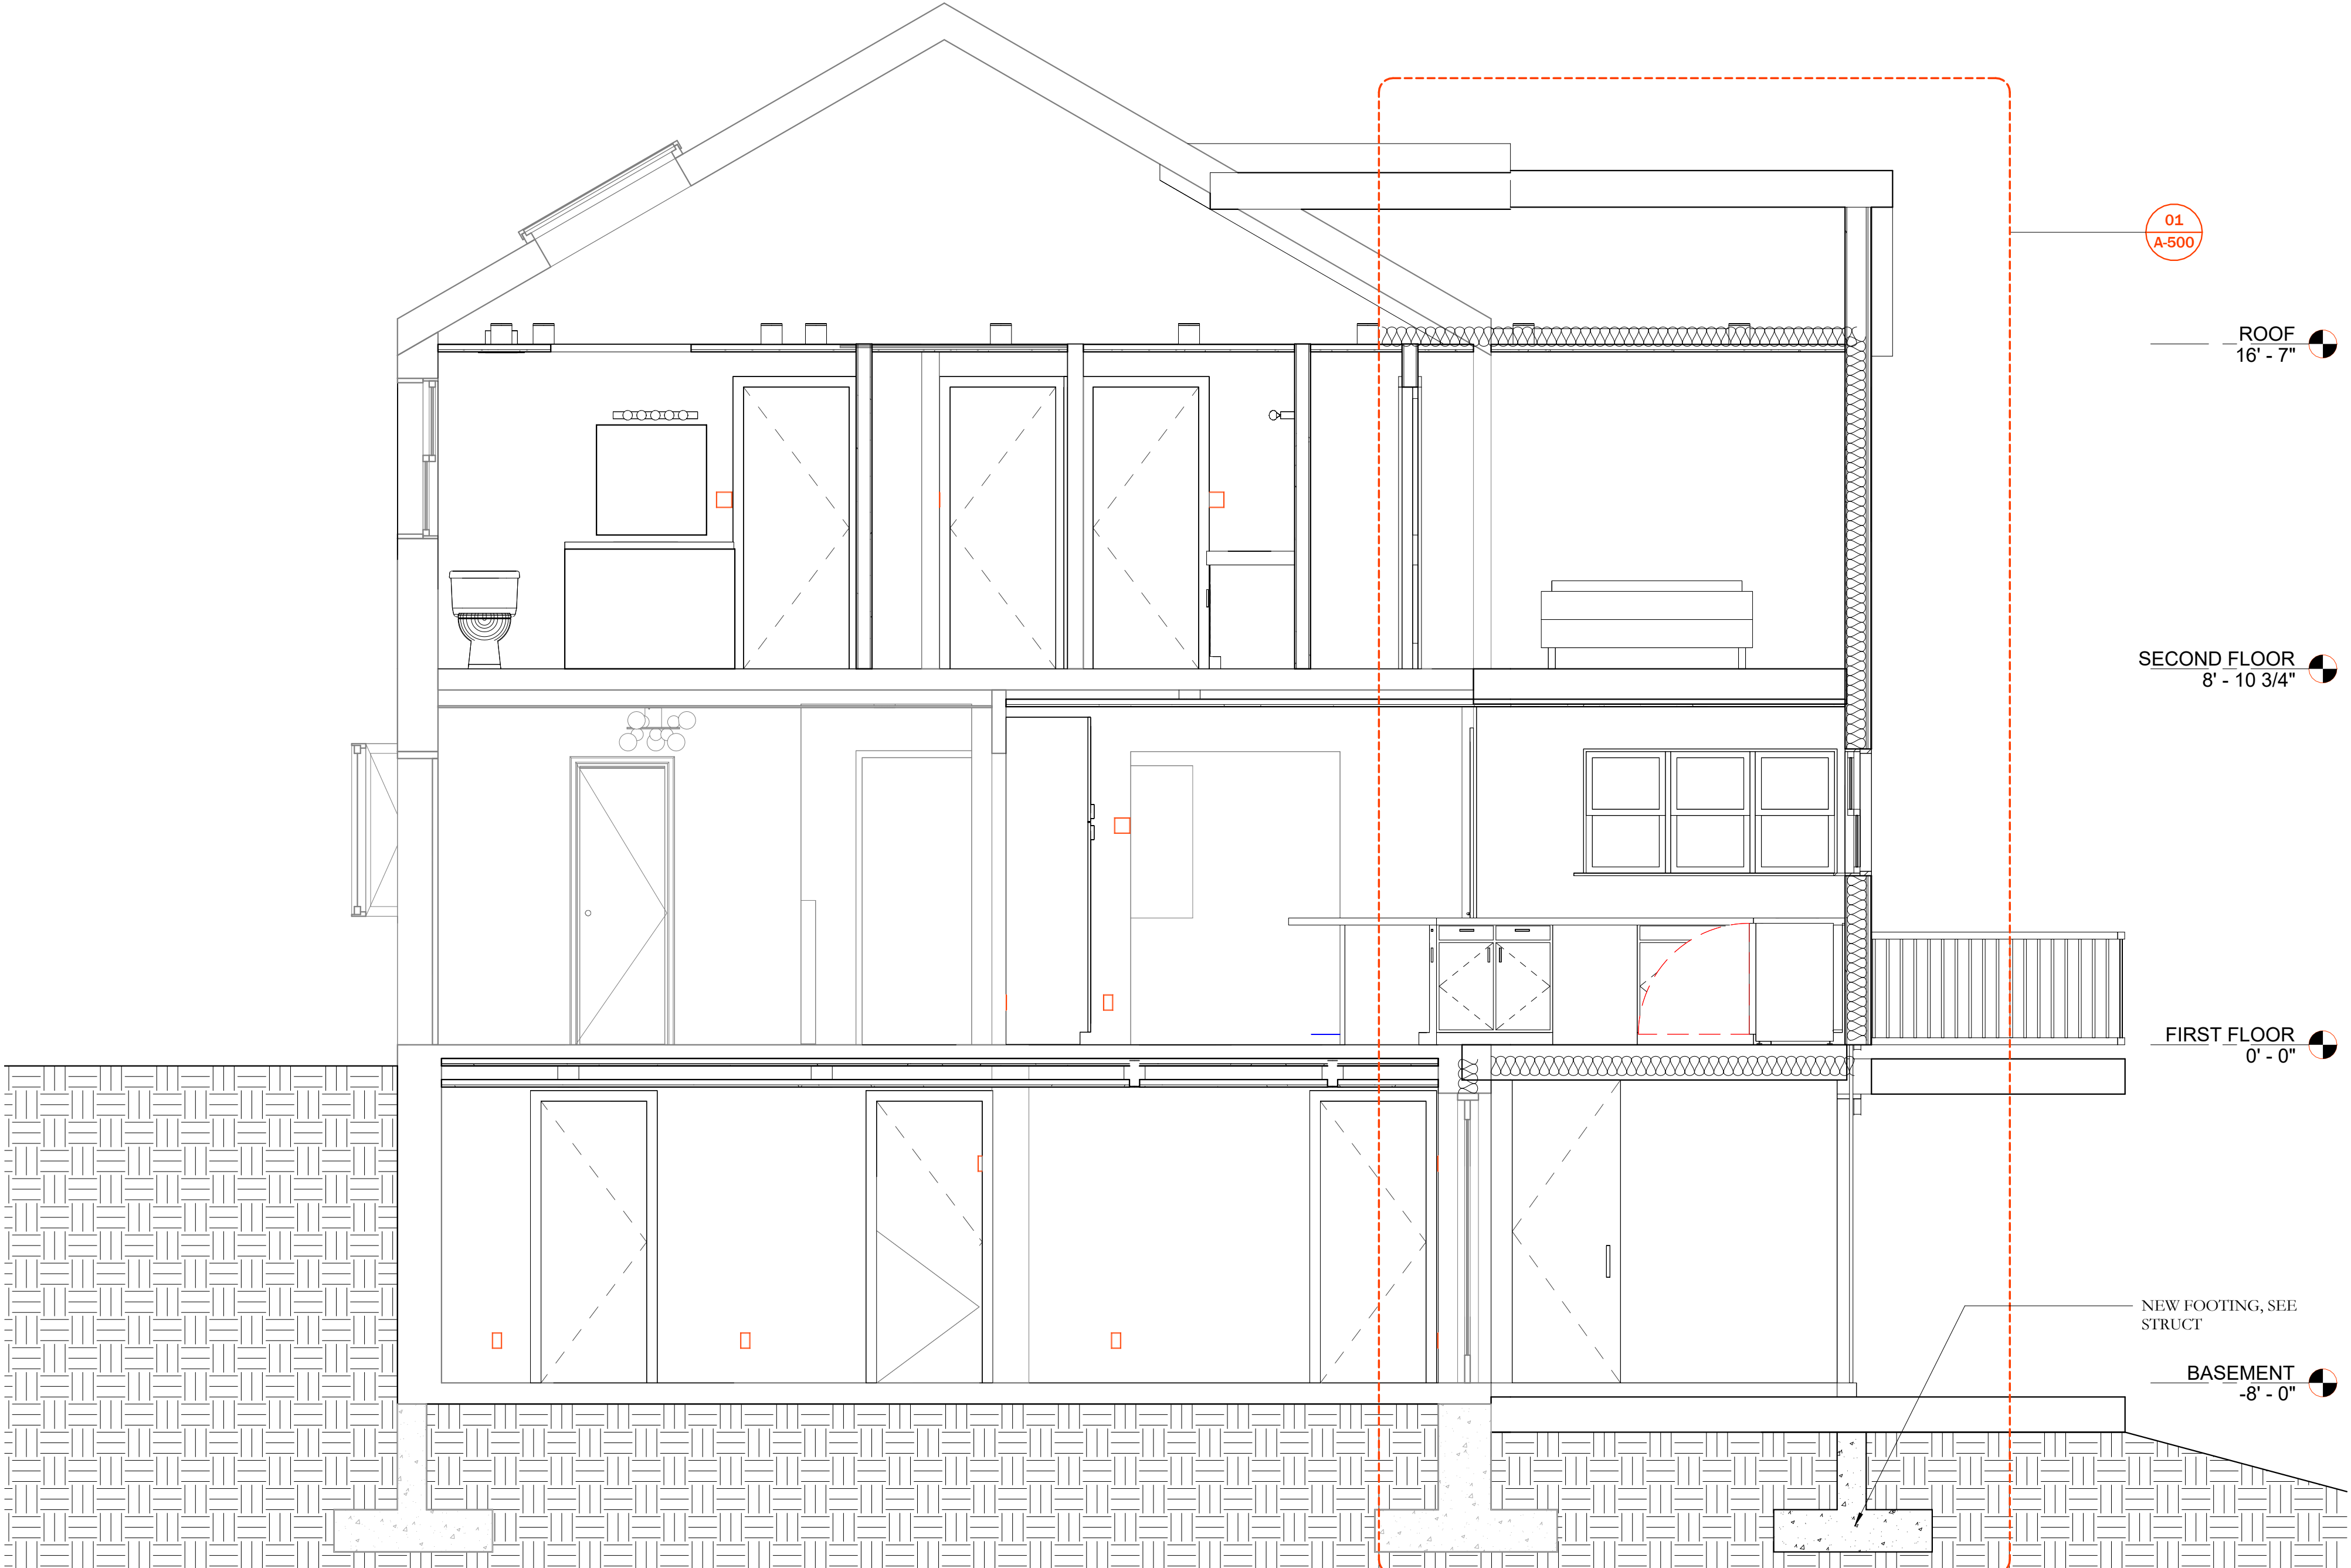 01
A-500
ROOF
16' - 7"
SECOND FLOOR
8' - 10 3/4"
FIRST FLOOR
0' - 0"
NEW FOOTING, SEE
STRUCT
BASEMENT
-8' - 0"